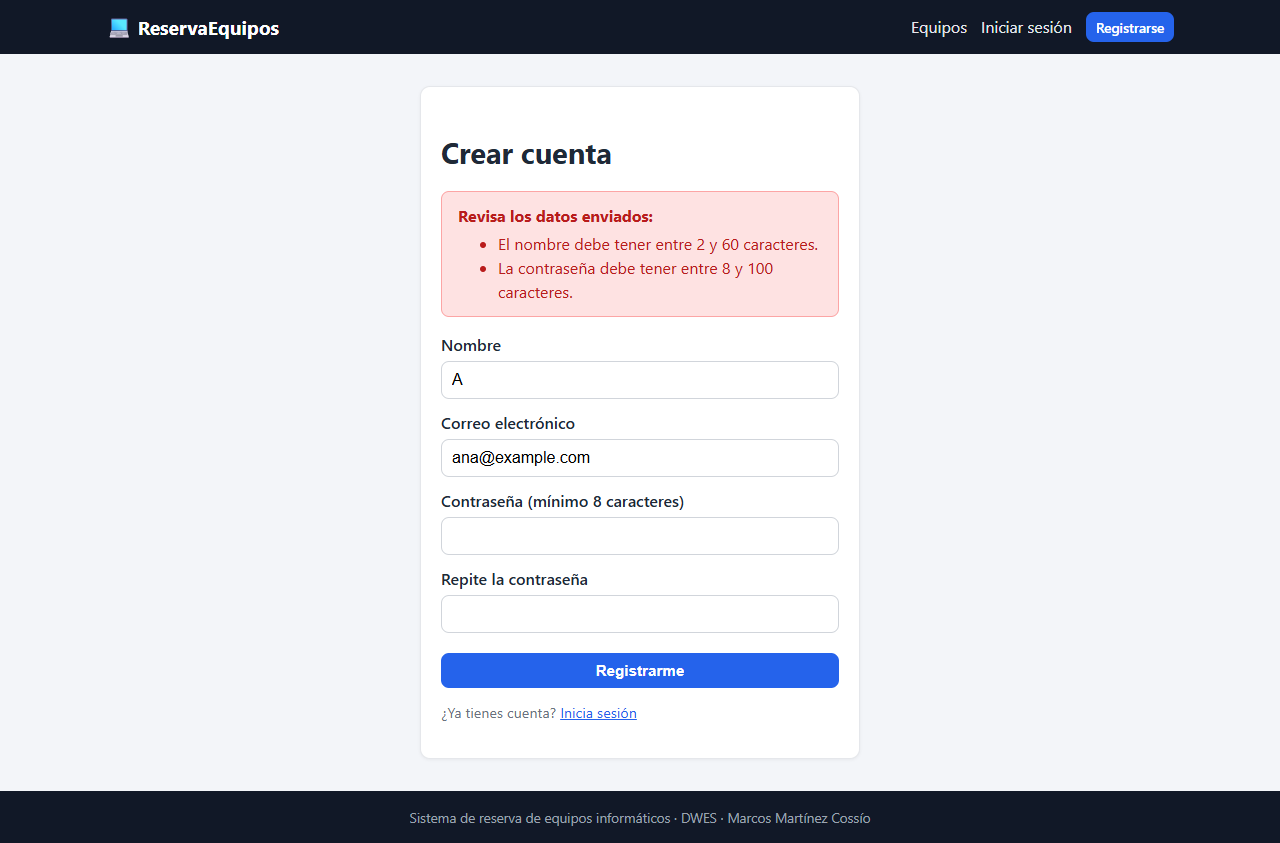 ReservaEquipos
Equipos Iniciar sesión Registrarse
Crear cuenta
Revisa los datos enviados:
El nombre debe tener entre 2 y 60 caracteres.
La contraseña debe tener entre 8 y 100
caracteres.
Nombre
A
Correo electrónico
ana@example.com
Contraseña (mínimo 8 caracteres)
Repite la contraseña
Registrarme
¿Ya tienes cuenta? Inicia sesión
Sistema de reserva de equipos informáticos · DWES · Marcos Martínez Cossío